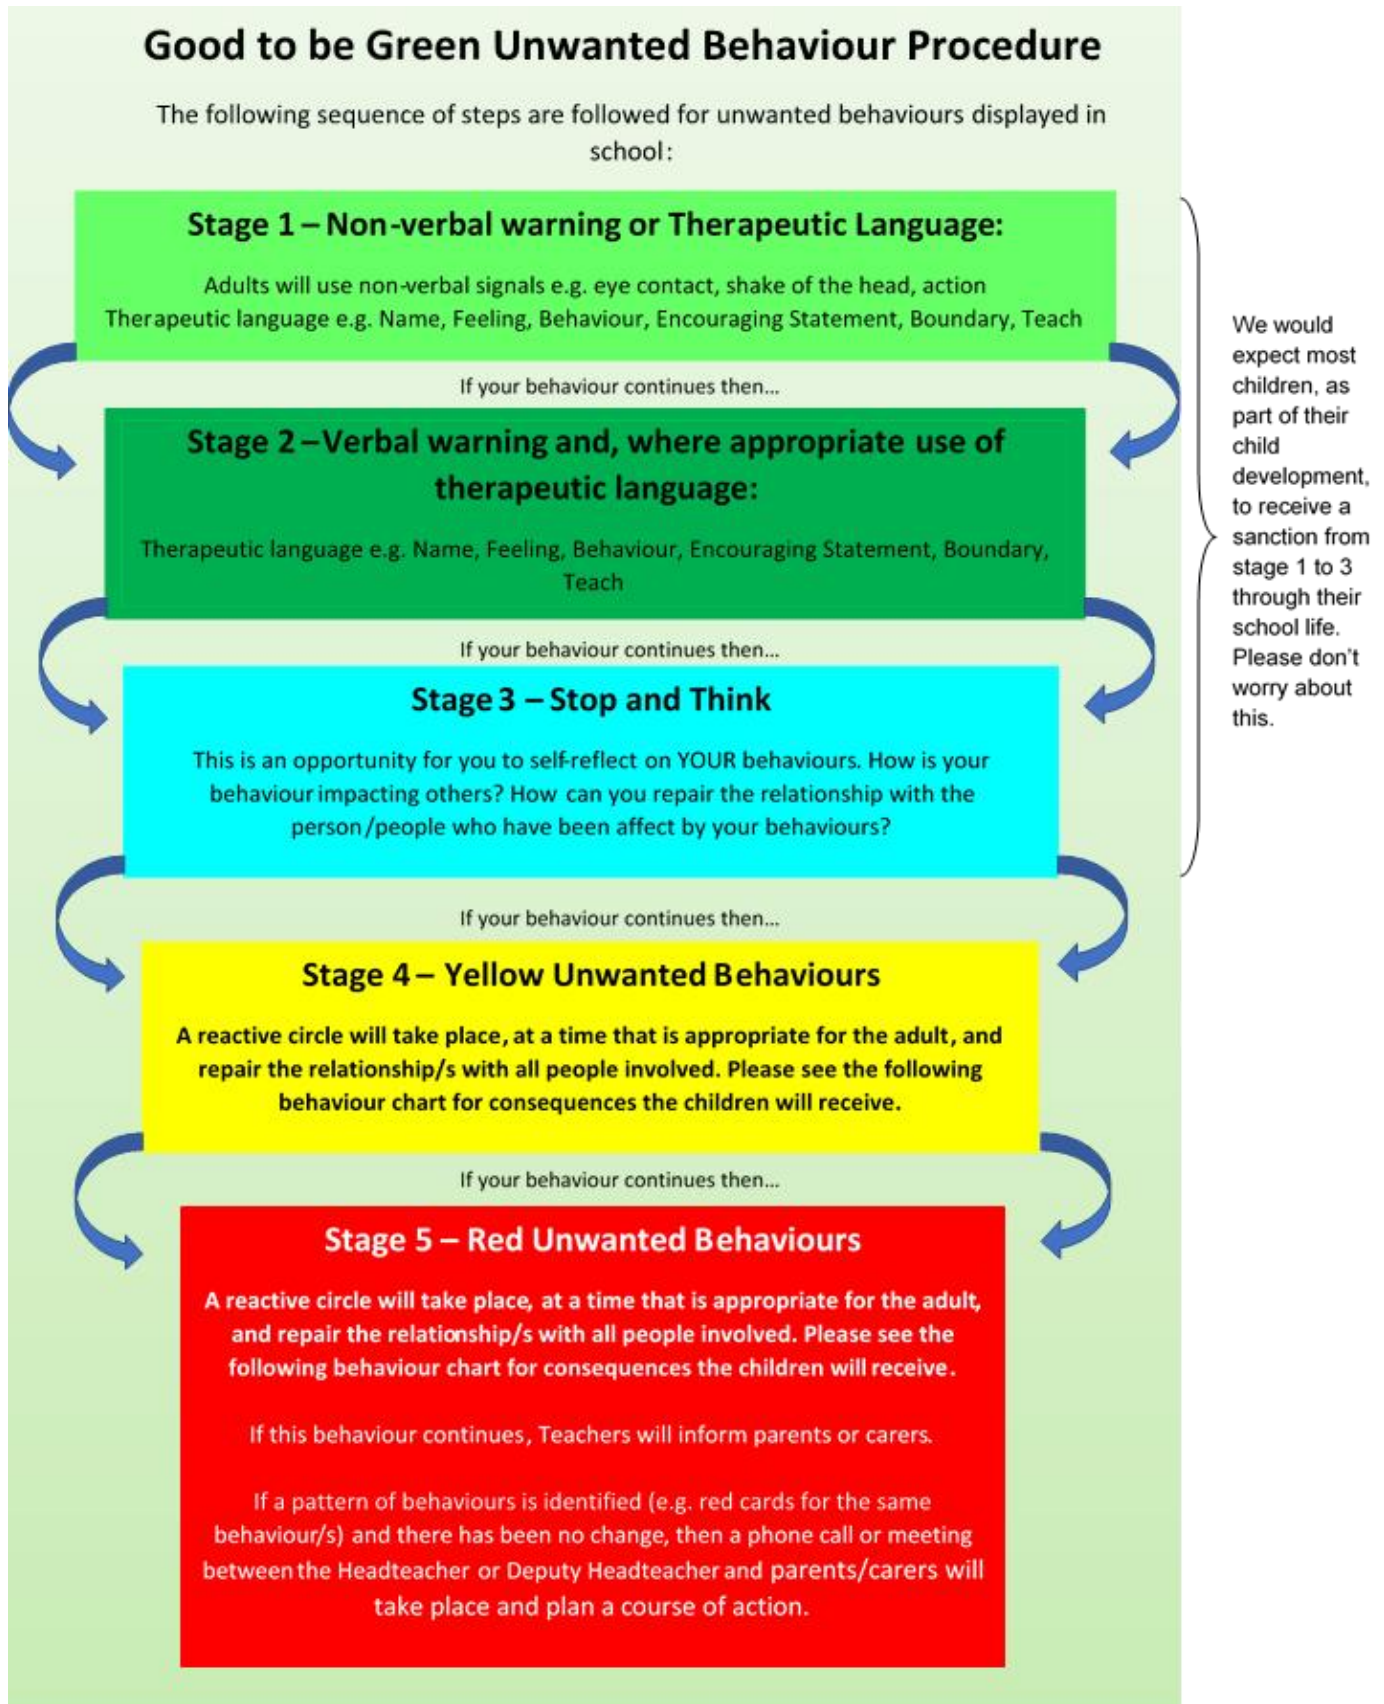 Good to be Green Unwanted Behaviour Procedure
The following sequence of steps are followed for unwanted behaviours displayed in
school:
Stage 1 – Non-verbal warning or Therapeutic Language:
Adults will use non-verbal signals e.g. eye contact, shake of the head, action
Therapeutic language e.g. Name, Feeling, Behaviour, Encouraging Statement, Boundary, Teach
If your behaviour continues then...
Stage 2 – Verbal warning and, where appropriate use of
therapeutic language:
Therapeutic language e.g. Name, Feeling, Behaviour, Encouraging Statement, Boundary,
Teach
If your behaviour continues then...
Stage 3 – Stop and Think
This is an opportunity for you to self-reflect on YOUR behaviours. How is your
behaviour impacting others? How can you repair the relationship with the
person/people who have been affect by your behaviours?
If your behaviour continues then...
Stage 4 – Yellow Unwanted Behaviours
A reactive circle will take place, at a time that is appropriate for the adult, and
repair the relationship/s with all people involved. Please see the following
behaviour chart for consequences the children will receive.
If your behaviour continues then...
Stage 5 – Red Unwanted Behaviours
A reactive circle will take place, at a time that is appropriate for the adult,
and repair the relationship/s with all people involved. Please see the
following behaviour chart for consequences the children will receive.
If this behaviour continues, Teachers will inform parents or carers.
If a pattern of behaviours is identified (e.g. red cards for the same
behaviour/s) and there has been no change, then a phone call or meeting
between the Headteacher or Deputy Headteacher and parents/carers will
take place and plan a course of action.
We would
expect most
children, as
part of their
child
development,
to receive a
sanction from
stage 1 to 3
through their
school life.
Please don't
worry about
this.